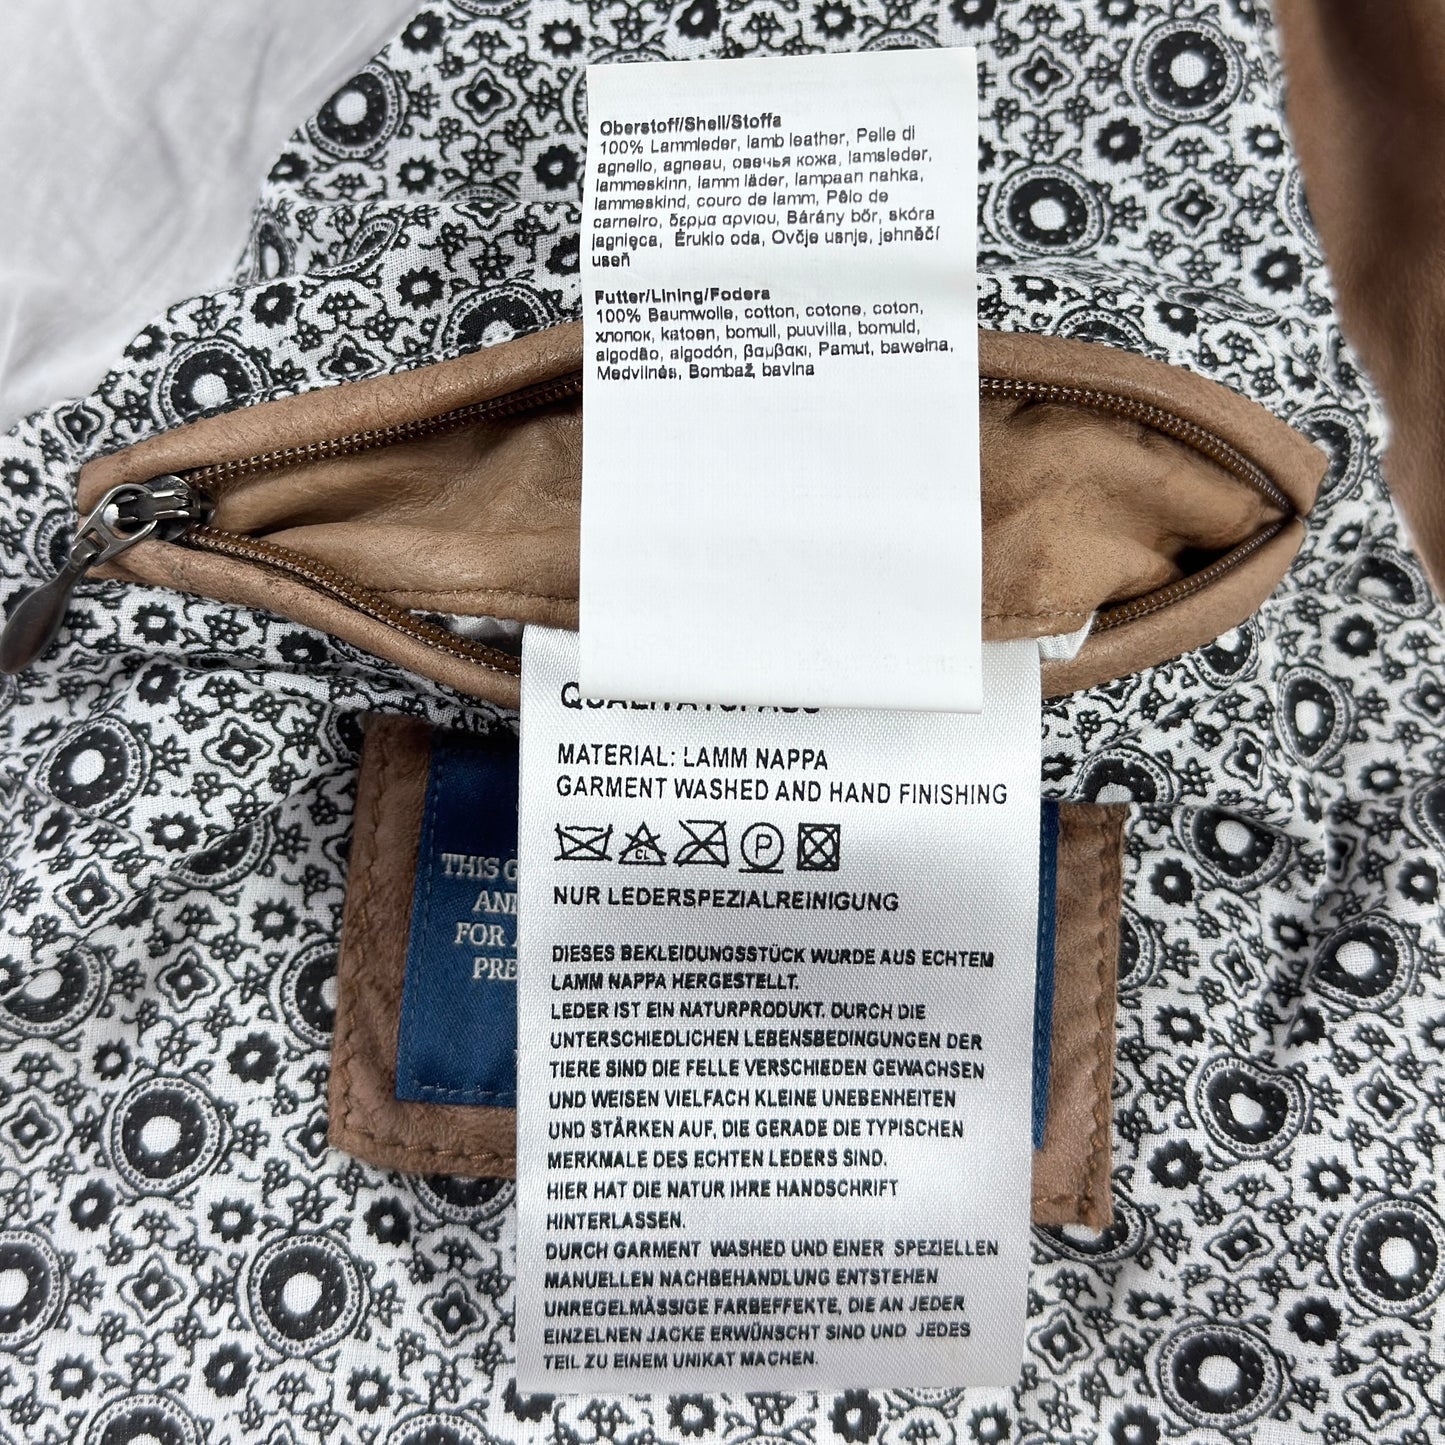 Oberstoff/Shell/Stoffa
100% Lammleder, lamb leather, Pelle di
agnello, agneau, овечья кожа, lamsleder,
lammeskinn, lamm läder, lampaan nahka,
lammeskind, couro de lamm, Pêlo de
carneiro, δερμα αρνιου, Bárány bőr, skóra
jagnięca, Érukio oda, Ovčje usnje, jehněčí
useň
Futter/Lining/Fodera
100% Baumwolle, cotton, cotone, coton,
хлопок, katoen, bomull, puuvilla, bomuld,
algodão, algodón, βαμβακι, Pamut, bawełna,
Medvilnės, Bombaž, bavlna
MATERIAL: LAMM NAPPA
GARMENT WASHED AND HAND FINISHING
CL P
NUR LEDERSPEZIALREINIGUNG
DIESES BEKLEIDUNGSSTÜCK WURDE AUS ECHTEM
LAMM NAPPA HERGESTELLT.
LEDER IST EIN NATURPRODUKT. DURCH DIE
UNTERSCHIEDLICHEN LEBENSBEDINGUNGEN DER
TIERE SIND DIE FELLE VERSCHIEDEN GEWACHSEN
UND WEISEN VIELFACH KLEINE UNEBENHEITEN
UND STÄRKEN AUF, DIE GERADE DIE TYPISCHEN
MERKMALE DES ECHTEN LEDERS SIND.
HIER HAT DIE NATUR IHRE HANDSCHRIFT
HINTERLASSEN.
DURCH GARMENT WASHED UND EINER SPEZIELLEN
MANUELLEN NACHBEHANDLUNG ENTSTEHEN
UNREGELMÄSSIGE FARBEFFEKTE, DIE AN JEDER
EINZELNEN JACKE ERWÜNSCHT SIND UND JEDES
TEIL ZU EINEM UNIKAT MACHEN.
THIS
FOR